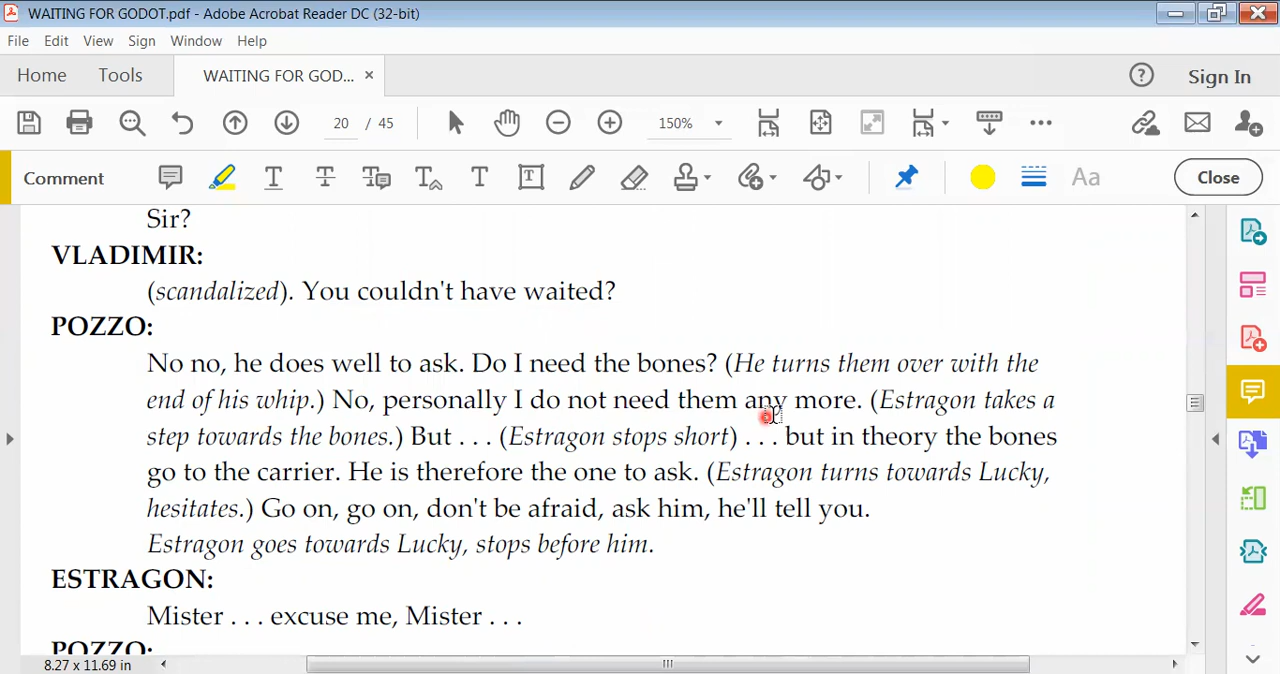 WAITING FOR GODOT.pdf - Adobe Acrobat Reader DC (32-bit)
File Edit View Sign Window Help
Home Tools WAITING FOR GOD... × Sign In
20 / 45 150%
Comment Aa Close
Sir?
VLADIMIR:
(scandalized). You couldn't have waited?
POZZO:
No no, he does well to ask. Do I need the bones? (He turns them over with the
end of his whip.) No, personally I do not need them any more. (Estragon takes a
step towards the bones.) But . . . (Estragon stops short) . . . but in theory the bones
go to the carrier. He is therefore the one to ask. (Estragon turns towards Lucky,
hesitates.) Go on, go on, don't be afraid, ask him, he'll tell you.
Estragon goes towards Lucky, stops before him.
ESTRAGON:
Mister . . . excuse me, Mister . . .
POZZO:
8.27 x 11.69 in